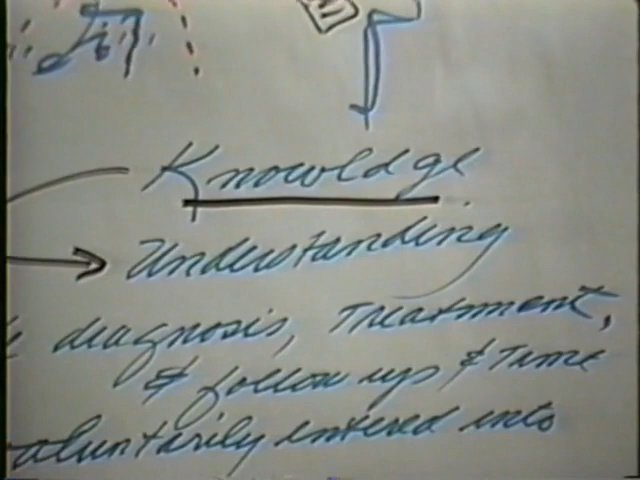 Knowldge
Understanding
diagnosis, Treatment,
& follow up & Time
voluntarily entered into